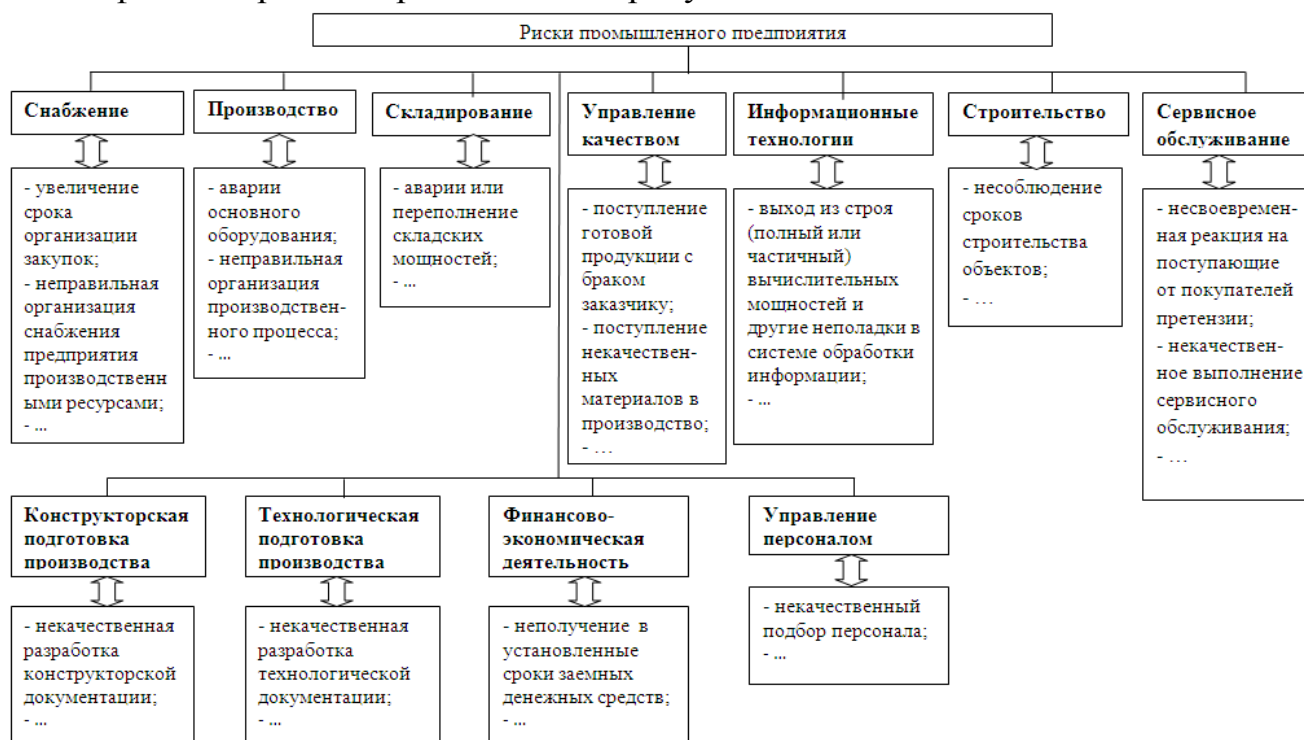 Риски промышленного предприятия
Снабжение
- увеличение
срока
организации
закупок;
- неправильная
организация
снабжения
предприятия
производственн
ыми ресурсами;
- ...
Производство
- аварии
основного
оборудования;
- неправильная
организация
производствен-
ного процесса;
- ...
Складирование
- аварии или
переполнение
складских
мощностей;
- ...
Управление
качеством
- поступление
готовой
продукции с
браком
заказчику;
- поступление
некачествен-
ных
материалов в
производство;
- …
Информационные
технологии
- выход из строя
(полный или
частичный)
вычислительных
мощностей и
другие неполадки в
системе обработки
информации;
- ...
Строительство
- несоблюдение
сроков
строительства
объектов;
- …
Сервисное
обслуживание
- несвоевремен-
ная реакция на
поступающие
от покупателей
претензии;
- некачествен-
ное выполнение
сервисного
обслуживания;
- …
Конструкторская
подготовка
производства
- некачественная
разработка
конструкторской
документации;
- ...
Технологическая
подготовка
производства
- некачественная
разработка
технологической
документации;
- ...
Финансово-
экономическая
деятельность
- неполучение в
установленные
сроки заемных
денежных средств;
- ...
Управление
персоналом
- некачественный
подбор персонала;
- ...